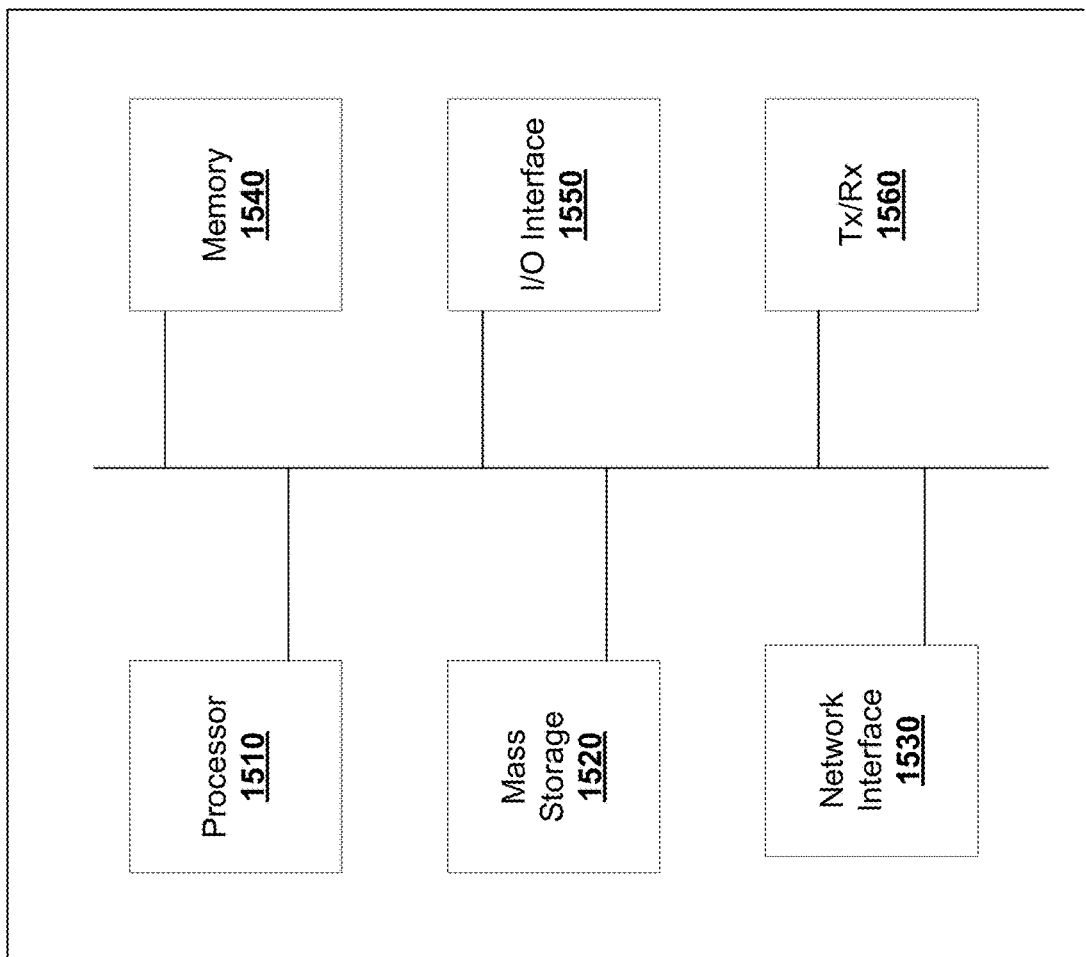 Processor
1510
Mass
Storage
1520
Network
Interface
1530
Memory
1540
I/O Interface
1550
Tx/Rx
1560